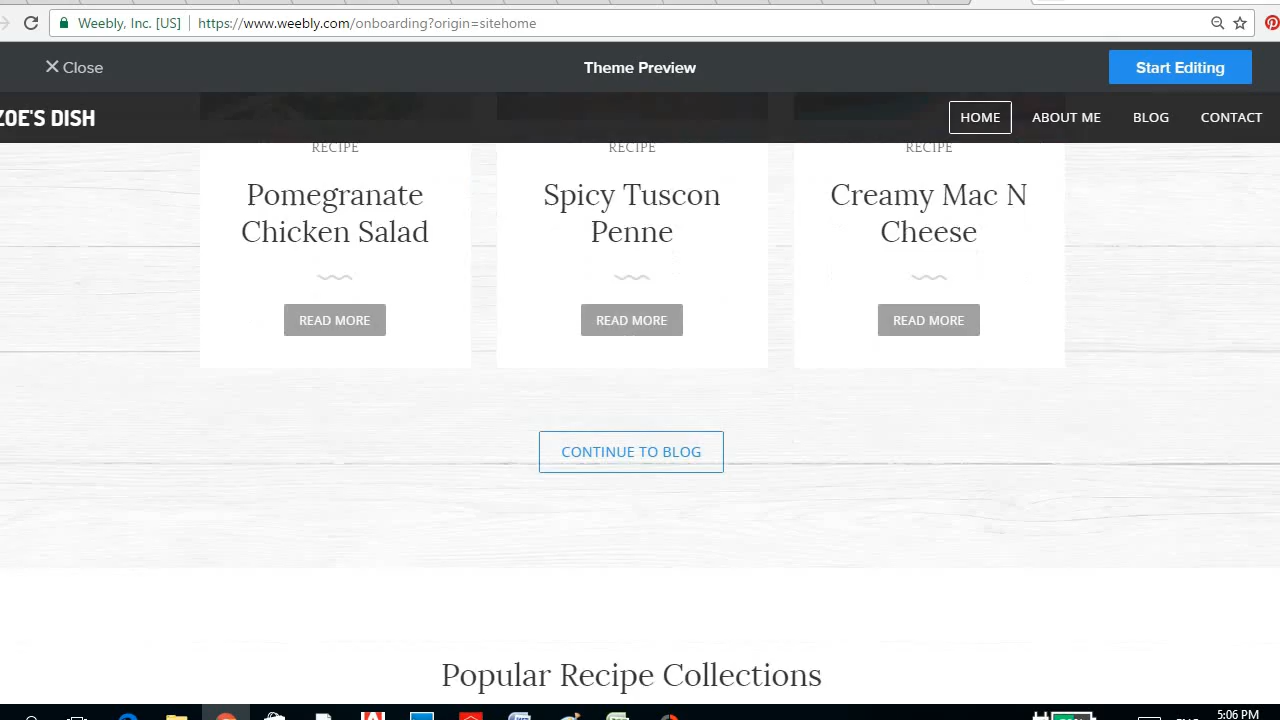 Weebly, Inc. [US] https://www.weebly.com/onboarding?origin=sitehome
Close Theme Preview Start Editing
ZOE'S DISH HOME ABOUT ME BLOG CONTACT
RECIPE RECIPE RECIPE
Pomegranate Spicy Tuscon Creamy Mac N
Chicken Salad Penne Cheese
READ MORE READ MORE READ MORE
CONTINUE TO BLOG
Popular Recipe Collections
5:06 PM